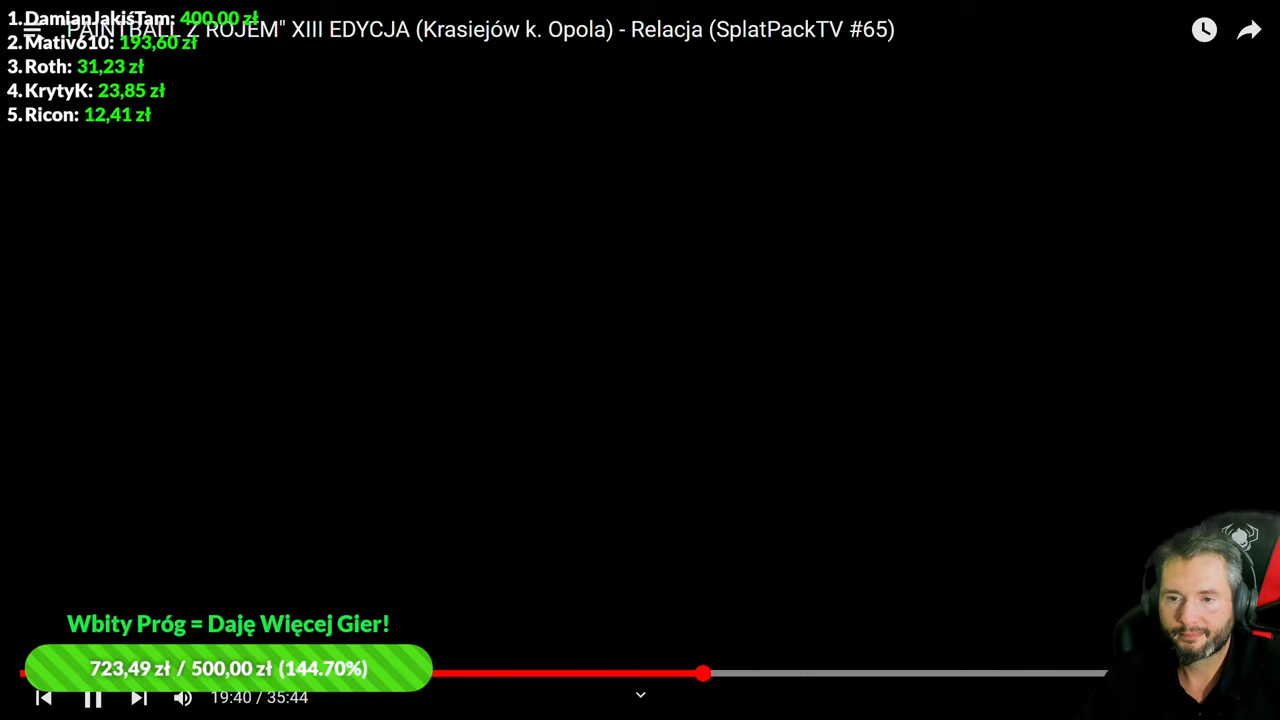 1. DamianJakiśTam: 400,00 zł
PAINTBALL Z ROJEM" XIII EDYCJA (Krasiejów k. Opola) - Relacja (SplatPackTV #65)
2. Mativ610: 193,60 zł
3. Roth: 31,23 zł
4. KrytyK: 23,85 zł
5. Ricon: 12,41 zł
Wbity Próg = Daję Więcej Gier!
723,49 zł / 500,00 zł (144.70%)
19:40 / 35:44